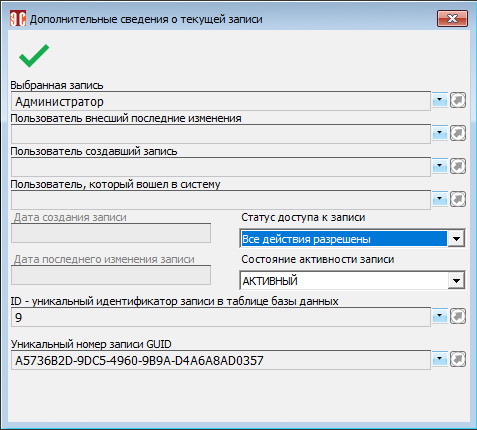 Дополнительные сведения о текущей записи
Выбранная запись
Администратор
Пользователь внесший последние изменения
Пользователь создавший запись
Пользователь, который вошел в систему
Дата создания записи
Статус доступа к записи
Все действия разрешены
Дата последнего изменения записи
Состояние активности записи
АКТИВНЫЙ
ID - уникальный идентификатор записи в таблице базы данных
9
Уникальный номер записи GUID
A5736B2D-9DC5-4960-9B9A-D4A6A8AD0357